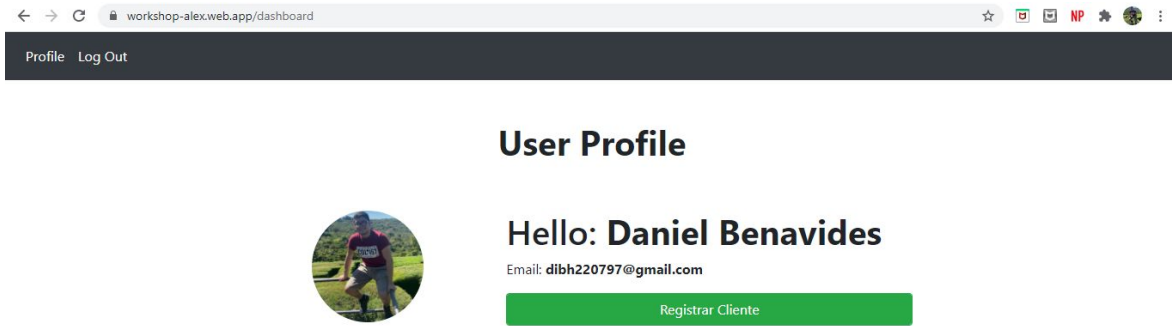 workshop-alex.web.app/dashboard
NP
Profile Log Out
User Profile
Hello: Daniel Benavides
Email: dibh220797@gmail.com
Registrar Cliente